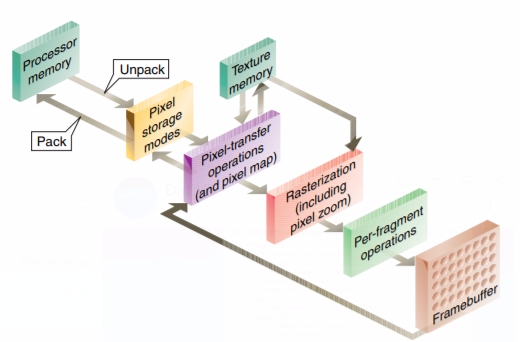 Processor
memory
Unpack
Pack
Pixel
storage
modes
Texture
memory
Pixel-transfer
operations
(and pixel map)
Rasterization
(including
pixel zoom)
Per-fragment
operations
Framebuffer